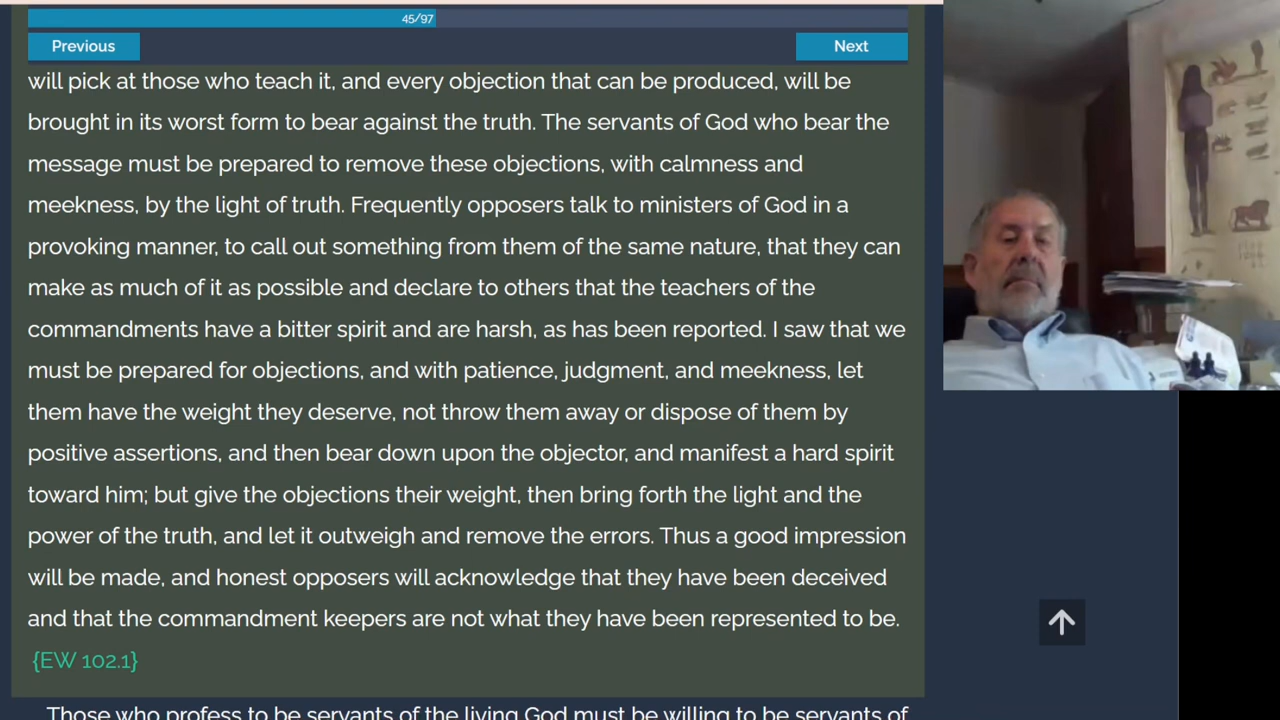 45/97
Previous
Next
will pick at those who teach it, and every objection that can be produced, will be
brought in its worst form to bear against the truth. The servants of God who bear the
message must be prepared to remove these objections, with calmness and
meekness, by the light of truth. Frequently opposers talk to ministers of God in a
provoking manner, to call out something from them of the same nature, that they can
make as much of it as possible and declare to others that the teachers of the
commandments have a bitter spirit and are harsh, as has been reported. I saw that we
must be prepared for objections, and with patience, judgment, and meekness, let
them have the weight they deserve, not throw them away or dispose of them by
positive assertions, and then bear down upon the objector, and manifest a hard spirit
toward him; but give the objections their weight, then bring forth the light and the
power of the truth, and let it outweigh and remove the errors. Thus a good impression
will be made, and honest opposers will acknowledge that they have been deceived
and that the commandment keepers are not what they have been represented to be.
{EW 102.1}
Those who profess to be servants of the living God must be willing to be servants of